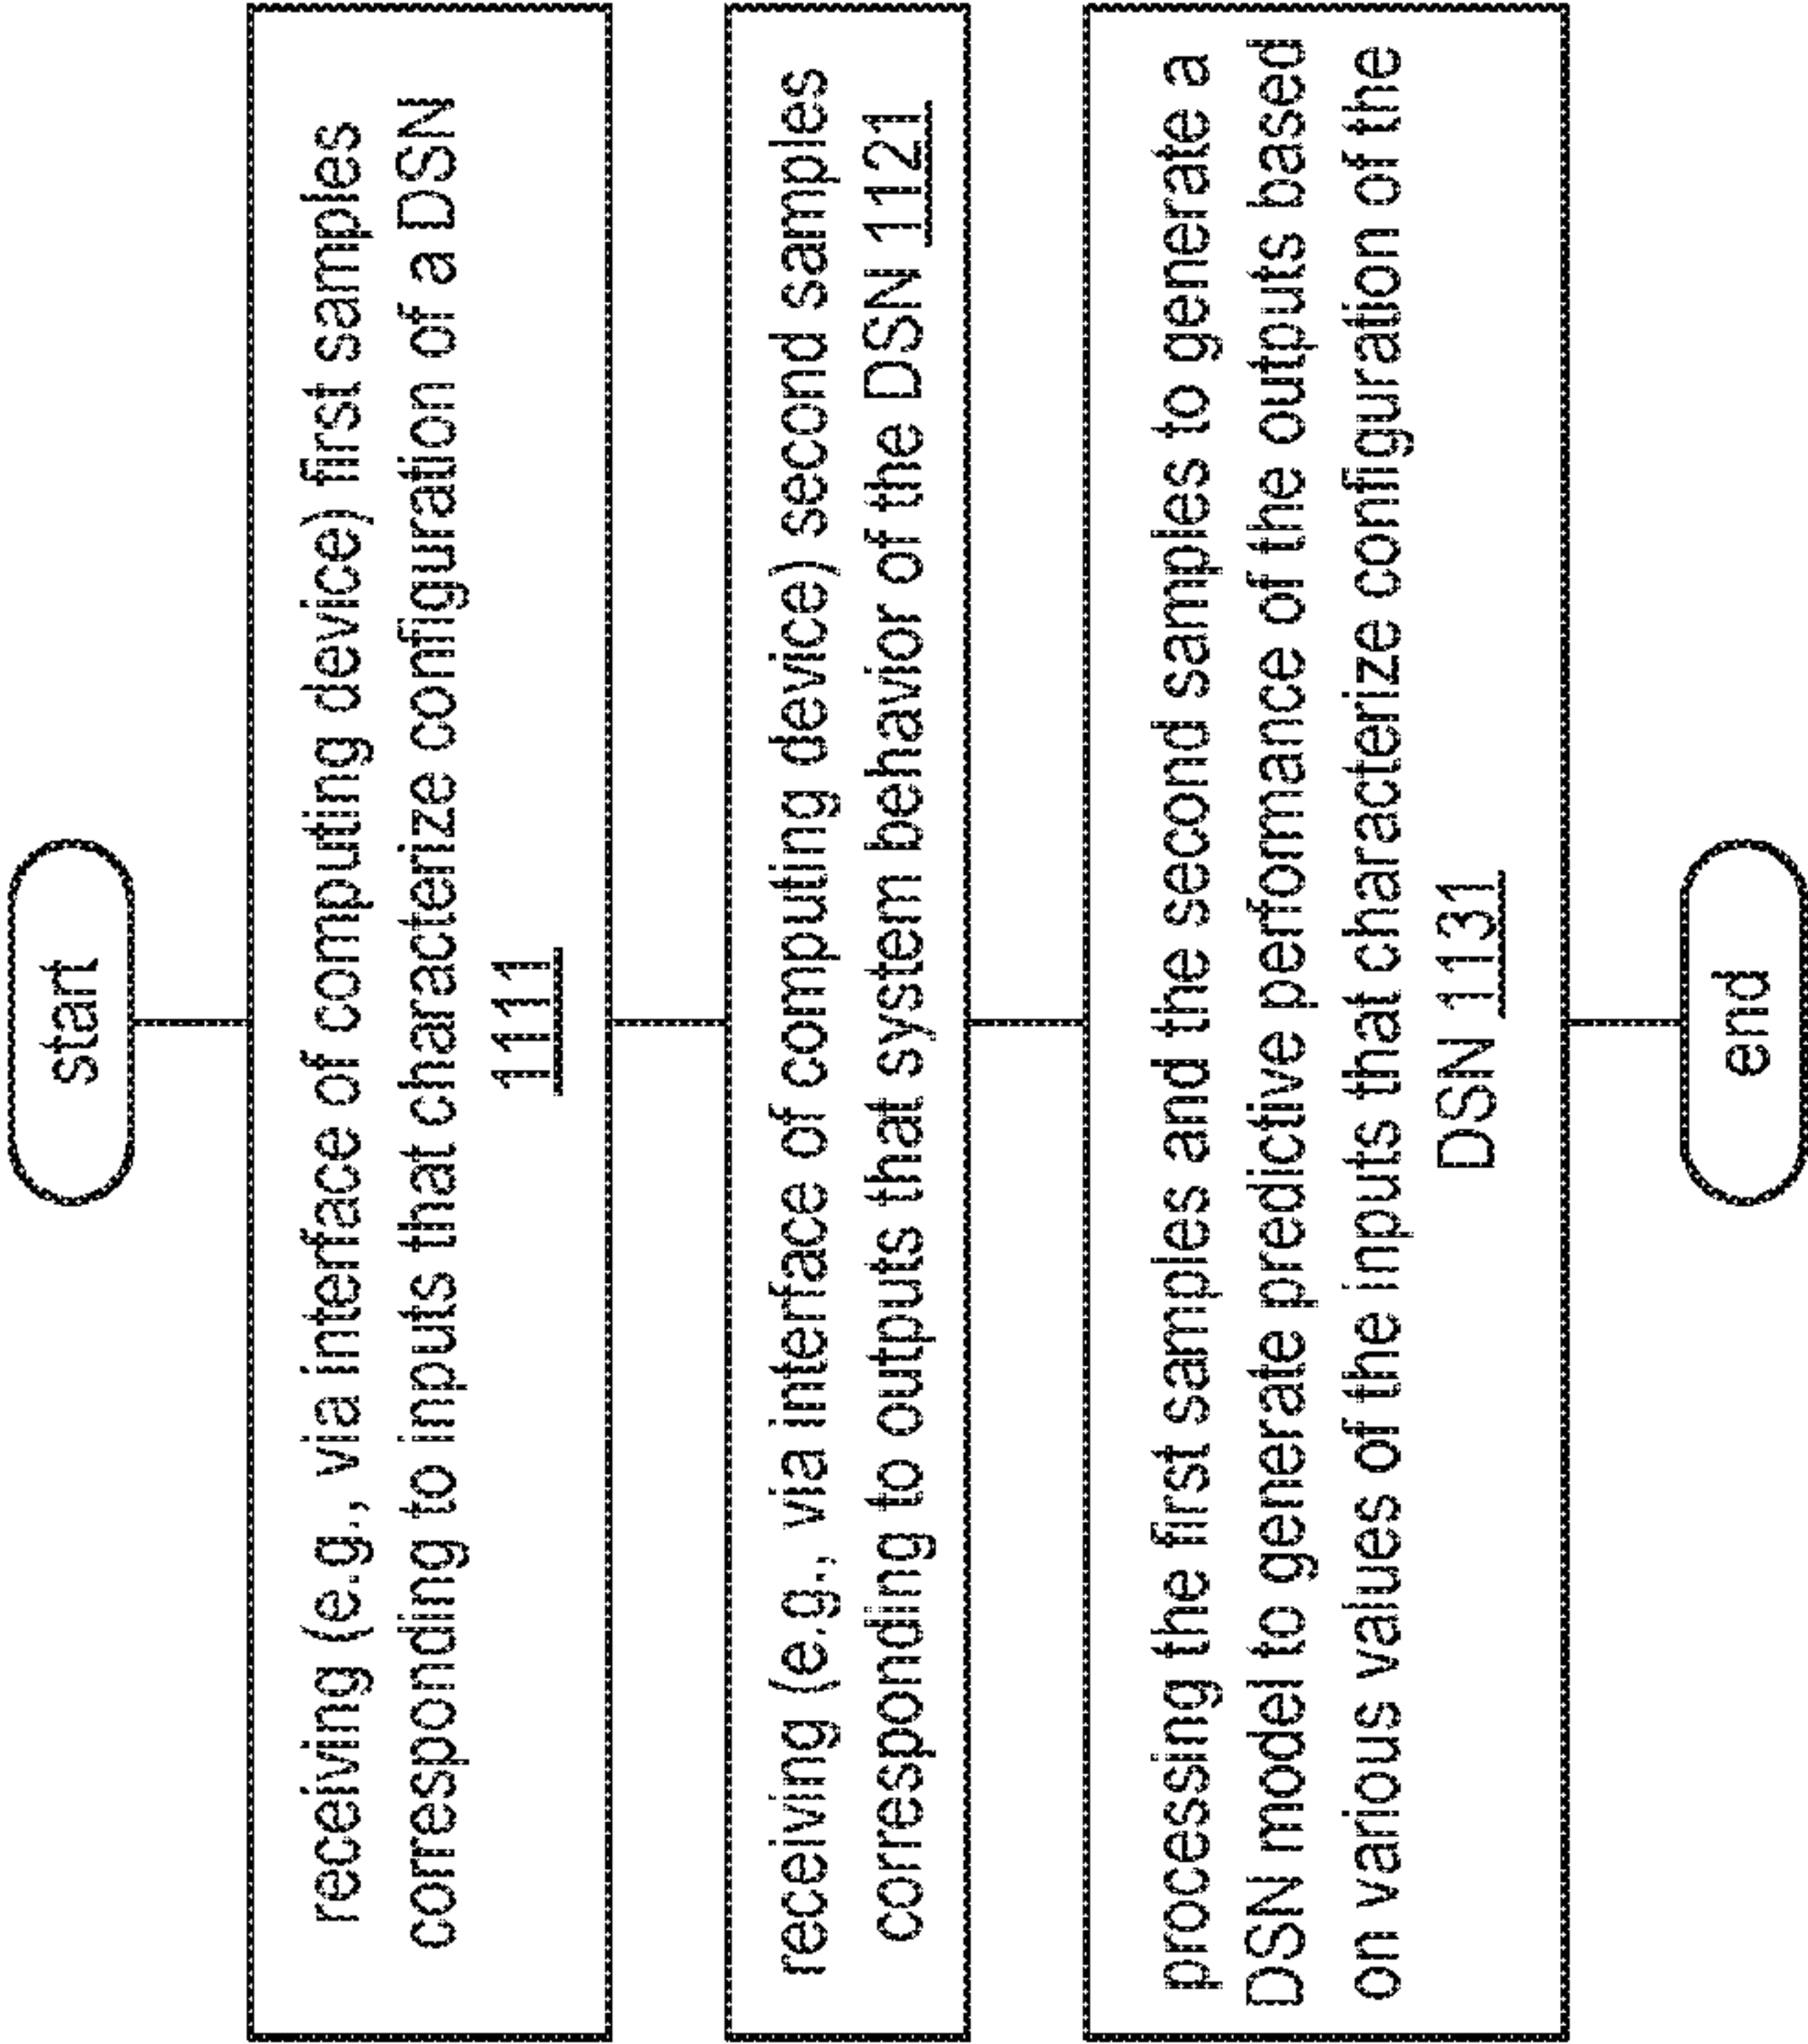 start
receiving (e.g., via interface of computing device) first samples
corresponding to inputs that characterize configuration of a DSN
1111
receiving (e.g., via interface of computing device) second samples
corresponding to outputs that system behavior of the DSN 1121
processing the first samples and the second samples to generate a
DSN model to generate predictive performance of the outputs based
on various values of the inputs that characterize configuration of the
DSN 1131
end